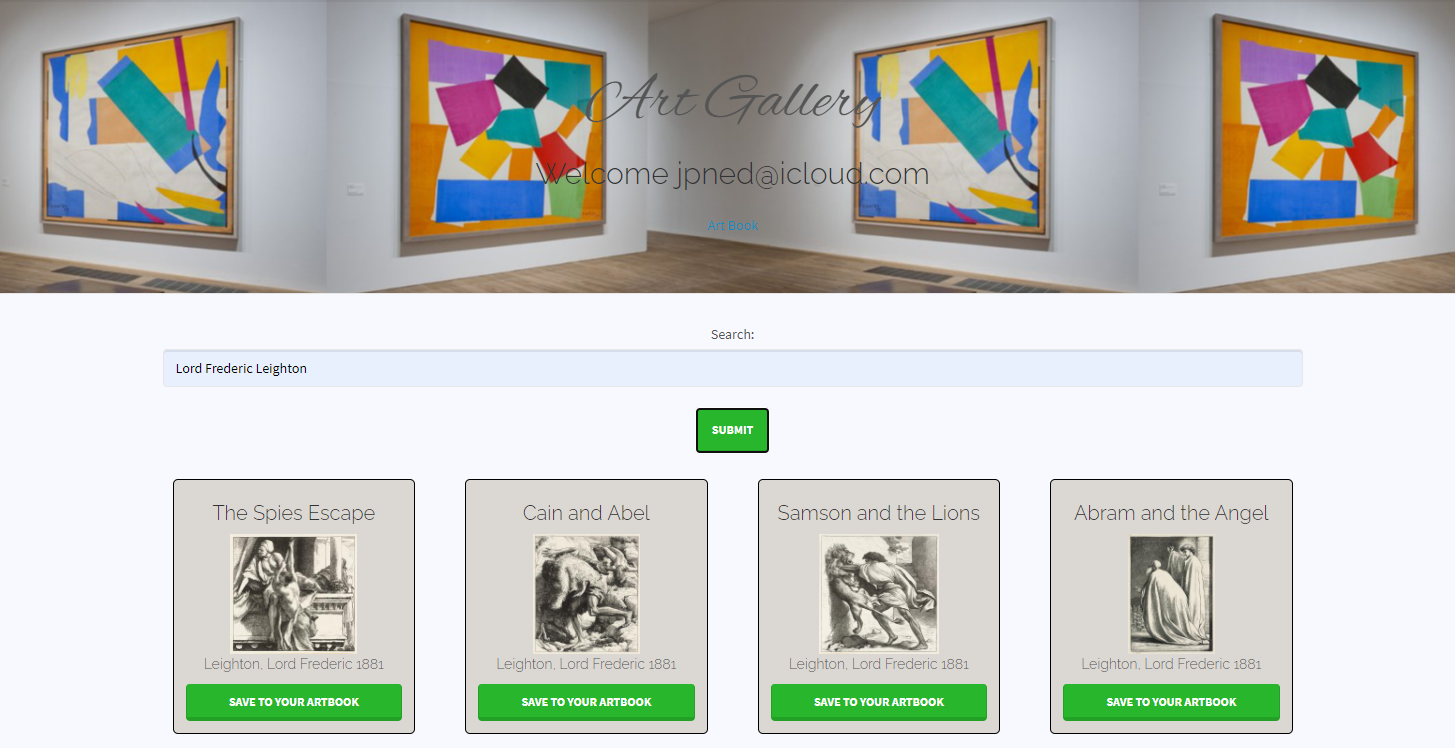 Art Gallery
Welcome jpned@icloud.com
Art Book
Search:
Lord Frederic Leighton
SUBMIT
The Spies Escape
Leighton, Lord Frederic 1881
SAVE TO YOUR ARTBOOK
Cain and Abel
Leighton, Lord Frederic 1881
SAVE TO YOUR ARTBOOK
Samson and the Lions
Leighton, Lord Frederic 1881
SAVE TO YOUR ARTBOOK
Abram and the Angel
Leighton, Lord Frederic 1881
SAVE TO YOUR ARTBOOK